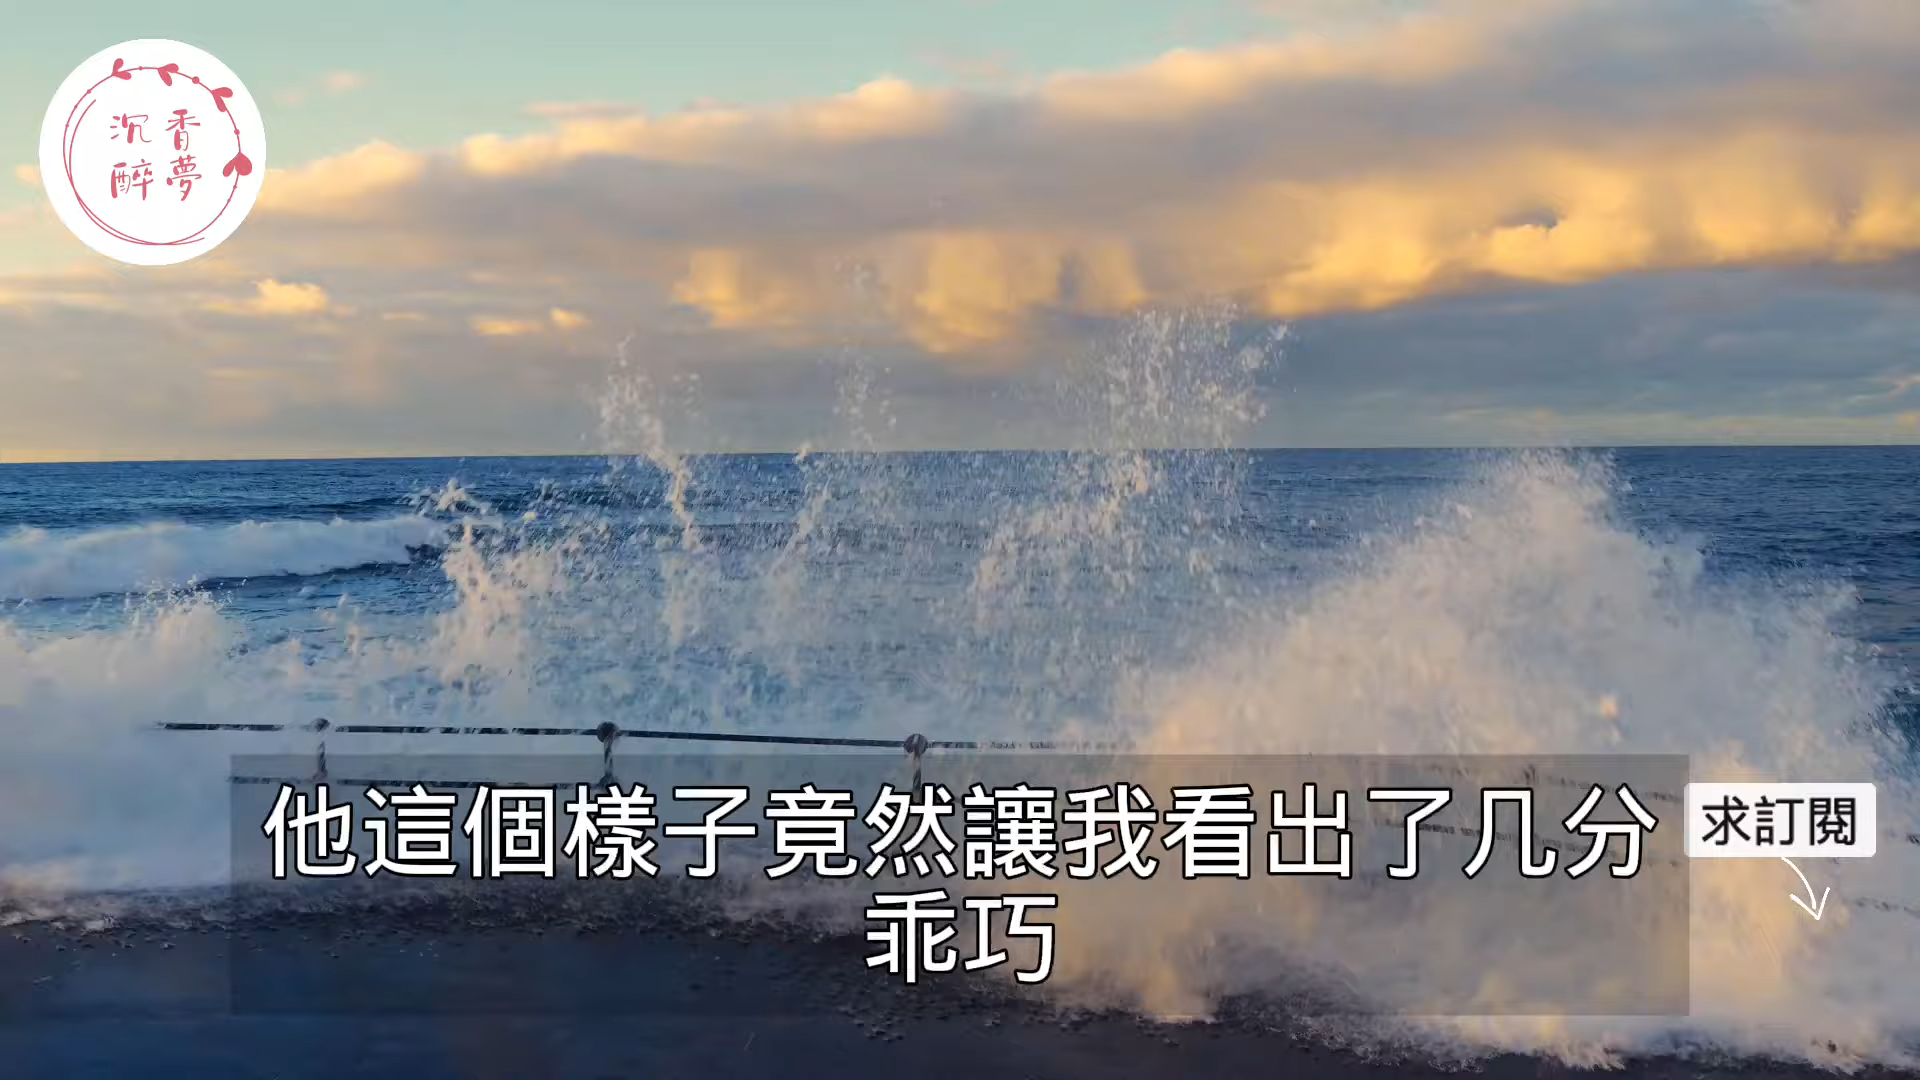 沉香
醉夢
他這個樣子竟然讓我看出了几分
乖巧
求訂閱